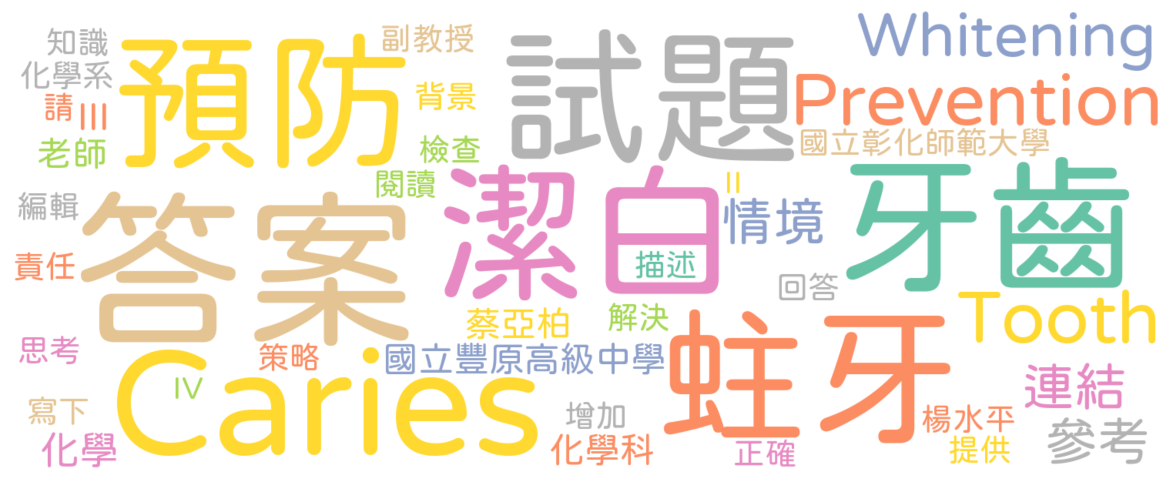 知識
副教授
Whitening
化學系
預防
試題
背景
Prevention
請
III
老師
檢查
國立彰化師範大學
閱讀
潔白
II
牙齒
編輯
答案
情境
責任
描述
回答
蔡亞柏
解決
Tooth
思考
策略
國立豐原高級中學
蛀牙
Caries
IV
連結
寫下
增加
楊水平
參考
化學
化學科
正確
提供